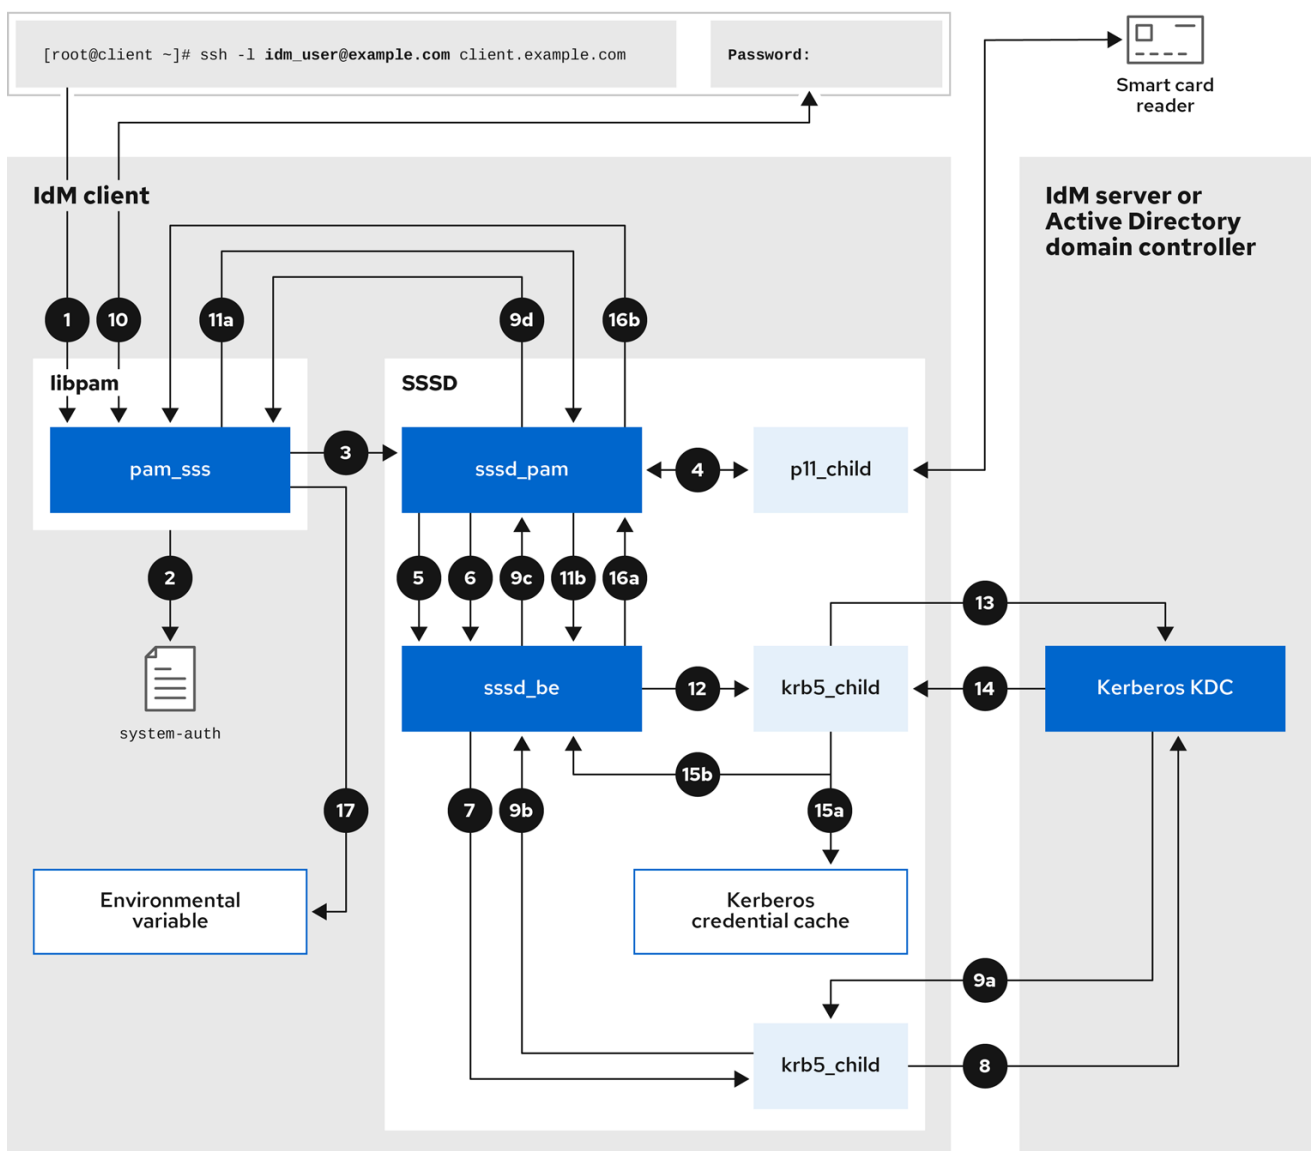 [root@client ~]# ssh -l idm_user@example.com client.example.com
Password:
Smart card
reader
IdM client
IdM server or
Active Directory
domain controller
1
10
11a
9d
16b
libpam
SSSD
pam_sss
3
sssd_pam
4
p11_child
2
5
6
9c
11b
16a
13
system-auth
sssd_be
12
krb5_child
14
Kerberos KDC
15b
17
7
9b
15a
Environmental
variable
Kerberos
credential cache
9a
krb5_child
8